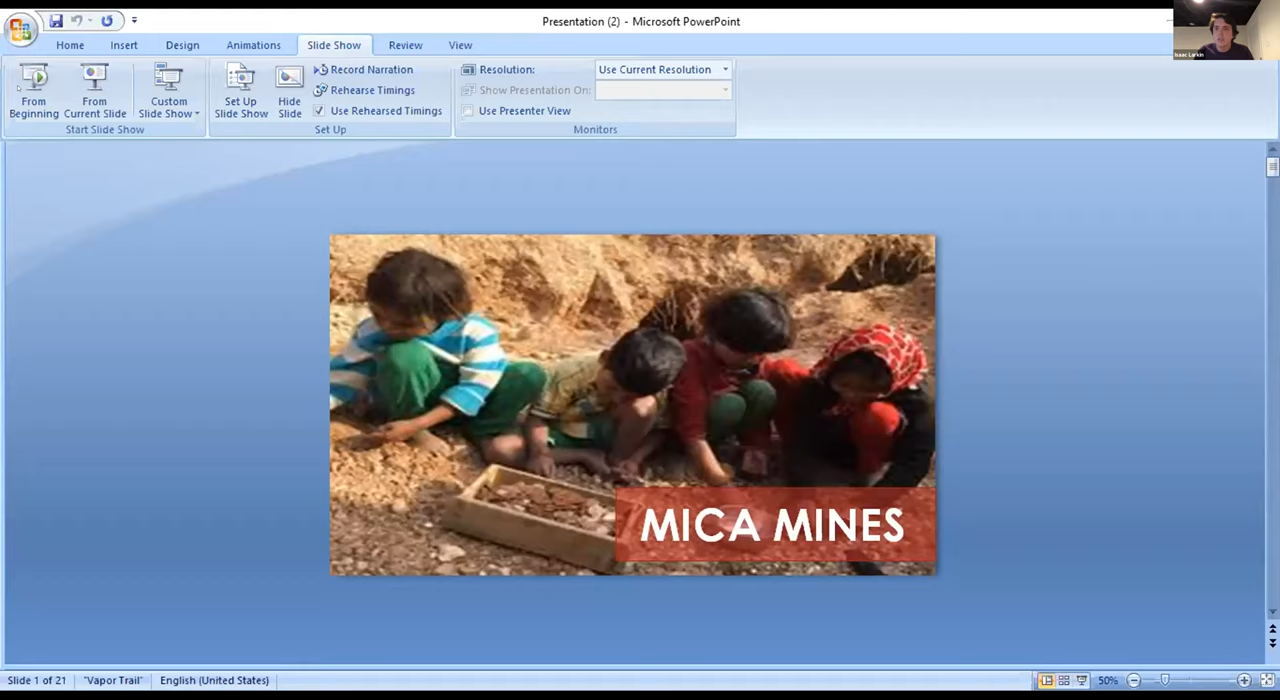 Presentation (2) - Microsoft PowerPoint
Isaac Larkin
Home Insert Design Animations Slide Show Review View
From Beginning
From Current Slide
Custom Slide Show
Start Slide Show
Set Up Slide Show
Hide Slide
Record Narration
Rehearse Timings
Use Rehearsed Timings
Set Up
Resolution: Use Current Resolution
Show Presentation On:
Use Presenter View
Monitors
MICA MINES
Slide 1 of 21 "Vapor Trail" English (United States) 50%